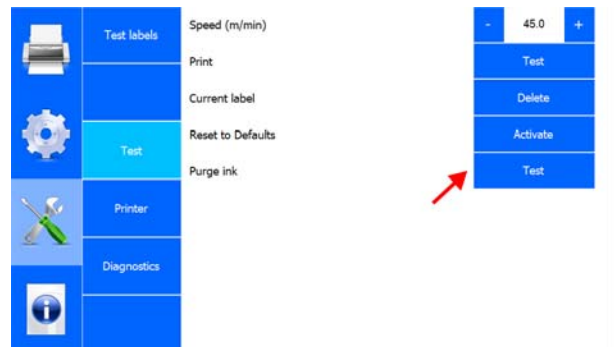 Test labels
Test
Printer
Diagnostics
Speed (m/min)
- 45.0 +
Print
Test
Current label
Delete
Reset to Defaults
Activate
Purge ink
Test